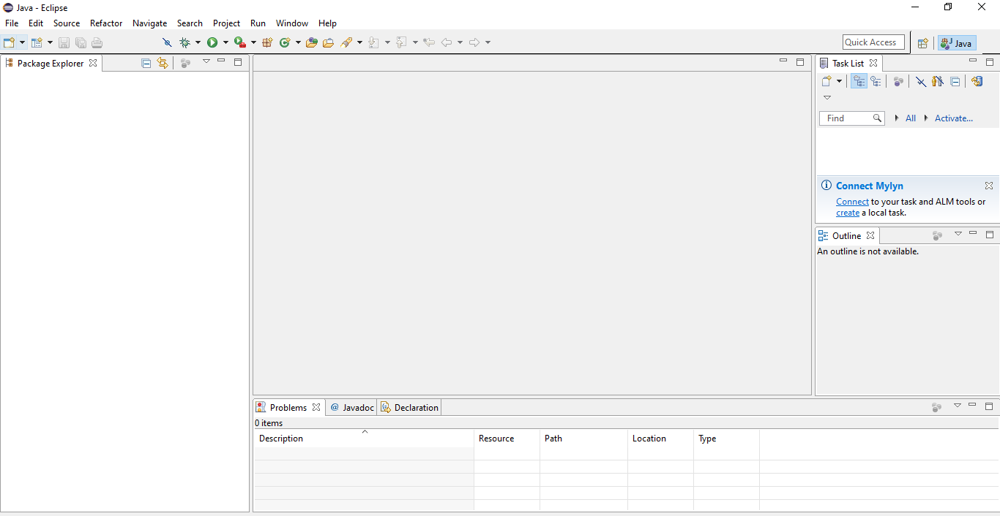 Java - Eclipse
File Edit Source Refactor Navigate Search Project Run Window Help
Quick Access
Java
Package Explorer
Task List
Find
All
Activate...
Connect Mylyn
Connect to your task and ALM tools or
create a local task.
Outline
An outline is not available.
Problems @ Javadoc Declaration
0 items
Description Resource Path Location Type